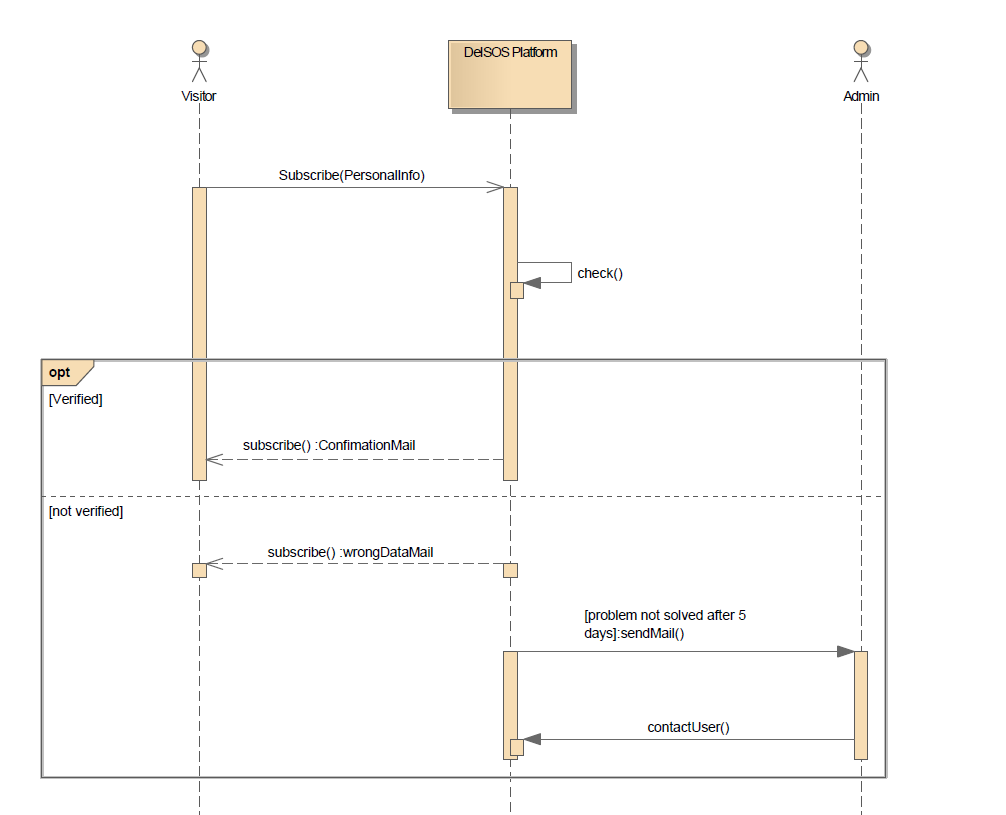 DelSOS Platform
Visitor
Admin
Subscribe(PersonalInfo)
check()
opt
[Verified]
subscribe() :ConfimationMail
[not verified]
subscribe() :wrongDataMail
[problem not solved after 5
days]:sendMail()
contactUser()